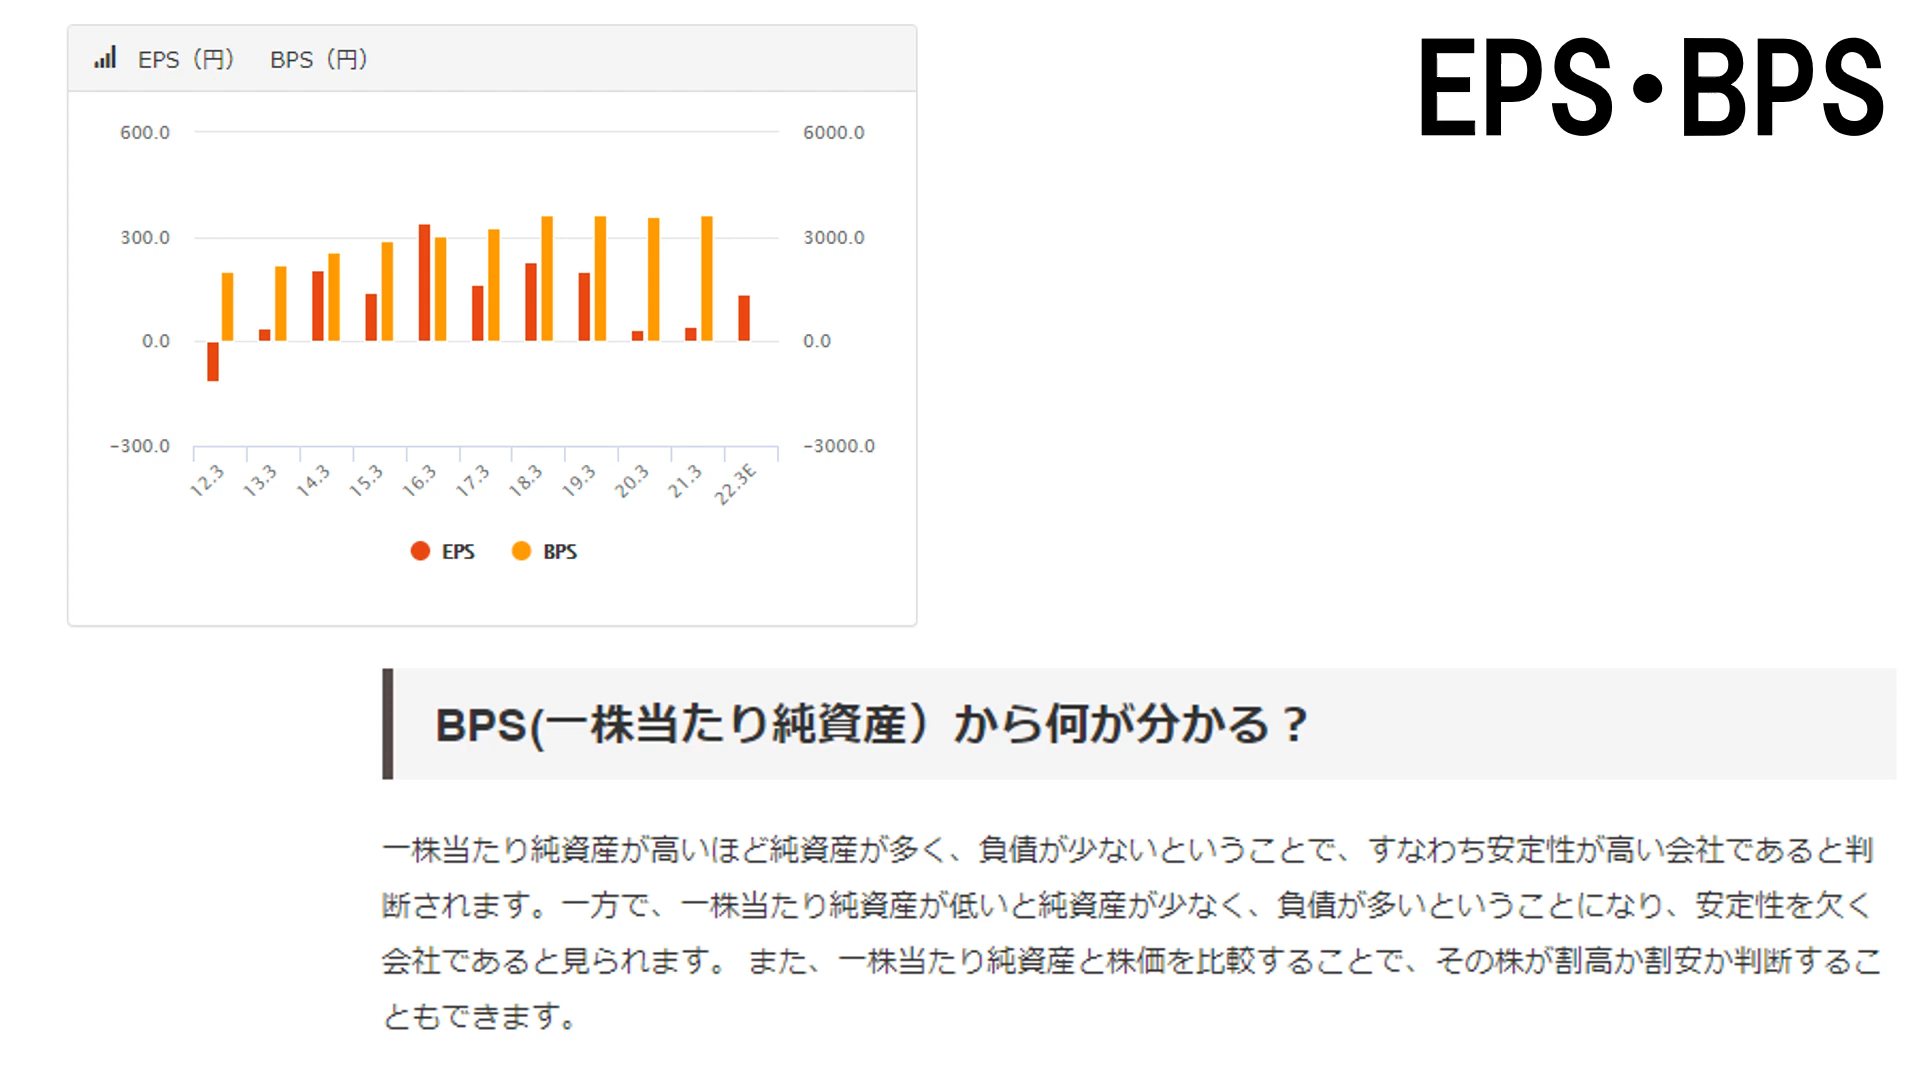 EPS（円） BPS（円）
EPS・BPS
600.0 6000.0
300.0 3000.0
0.0 0.0
-300.0 -3000.0
12.3 13.3 14.3 15.3 16.3 17.3 18.3 19.3 20.3 21.3 22.3E
EPS BPS
BPS(一株当たり純資産）から何が分かる？
一株当たり純資産が高いほど純資産が多く、負債が少ないということで、すなわち安定性が高い会社であると判
断されます。一方で、一株当たり純資産が低いと純資産が少なく、負債が多いということになり、安定性を欠く
会社であると見られます。 また、一株当たり純資産と株価を比較することで、その株が割高か割安か判断するこ
ともできます。